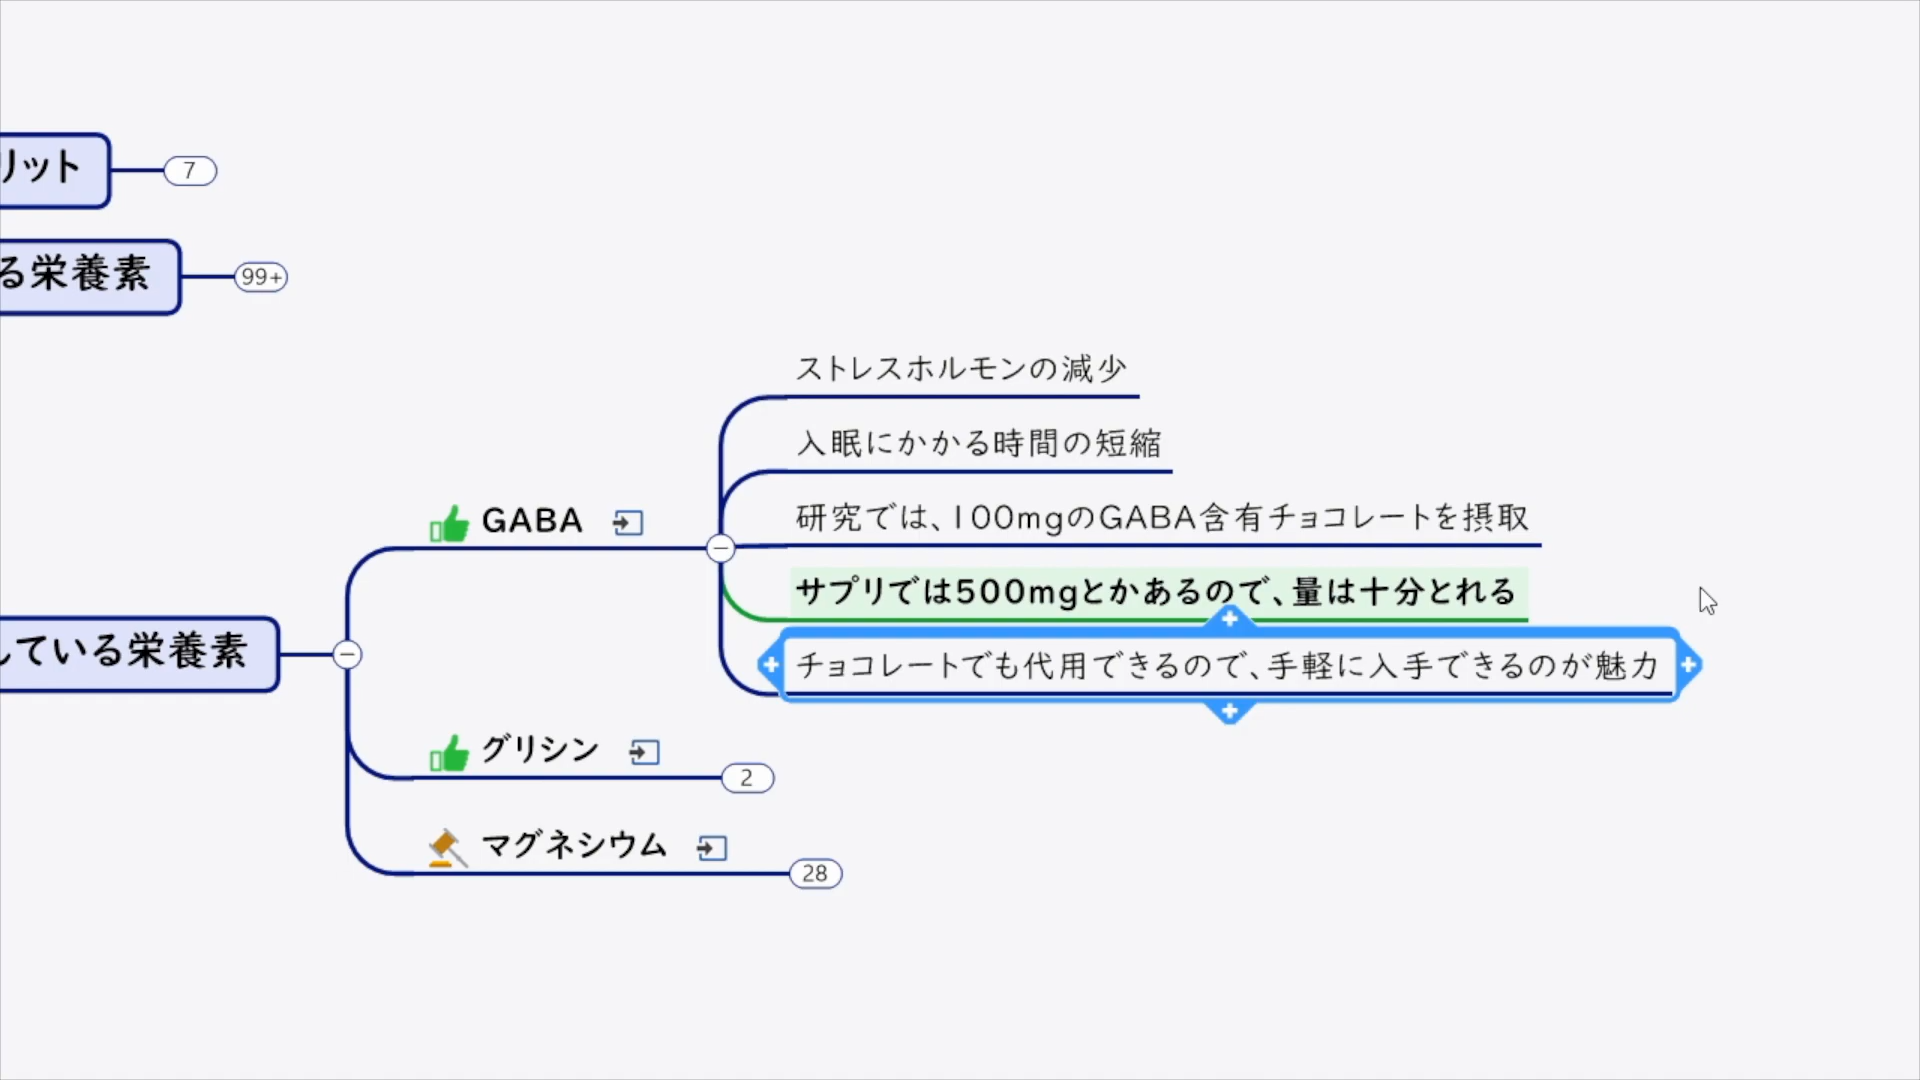 リット
7
る栄養素
99+
ストレスホルモンの減少
入眠にかかる時間の短縮
GABA
研究では、100mgのGABA含有チョコレートを摂取
サプリでは500mgとかあるので、量は十分とれる
している栄養素
チョコレートでも代用できるので、手軽に入手できるのが魅力
グリシン
2
マグネシウム
28